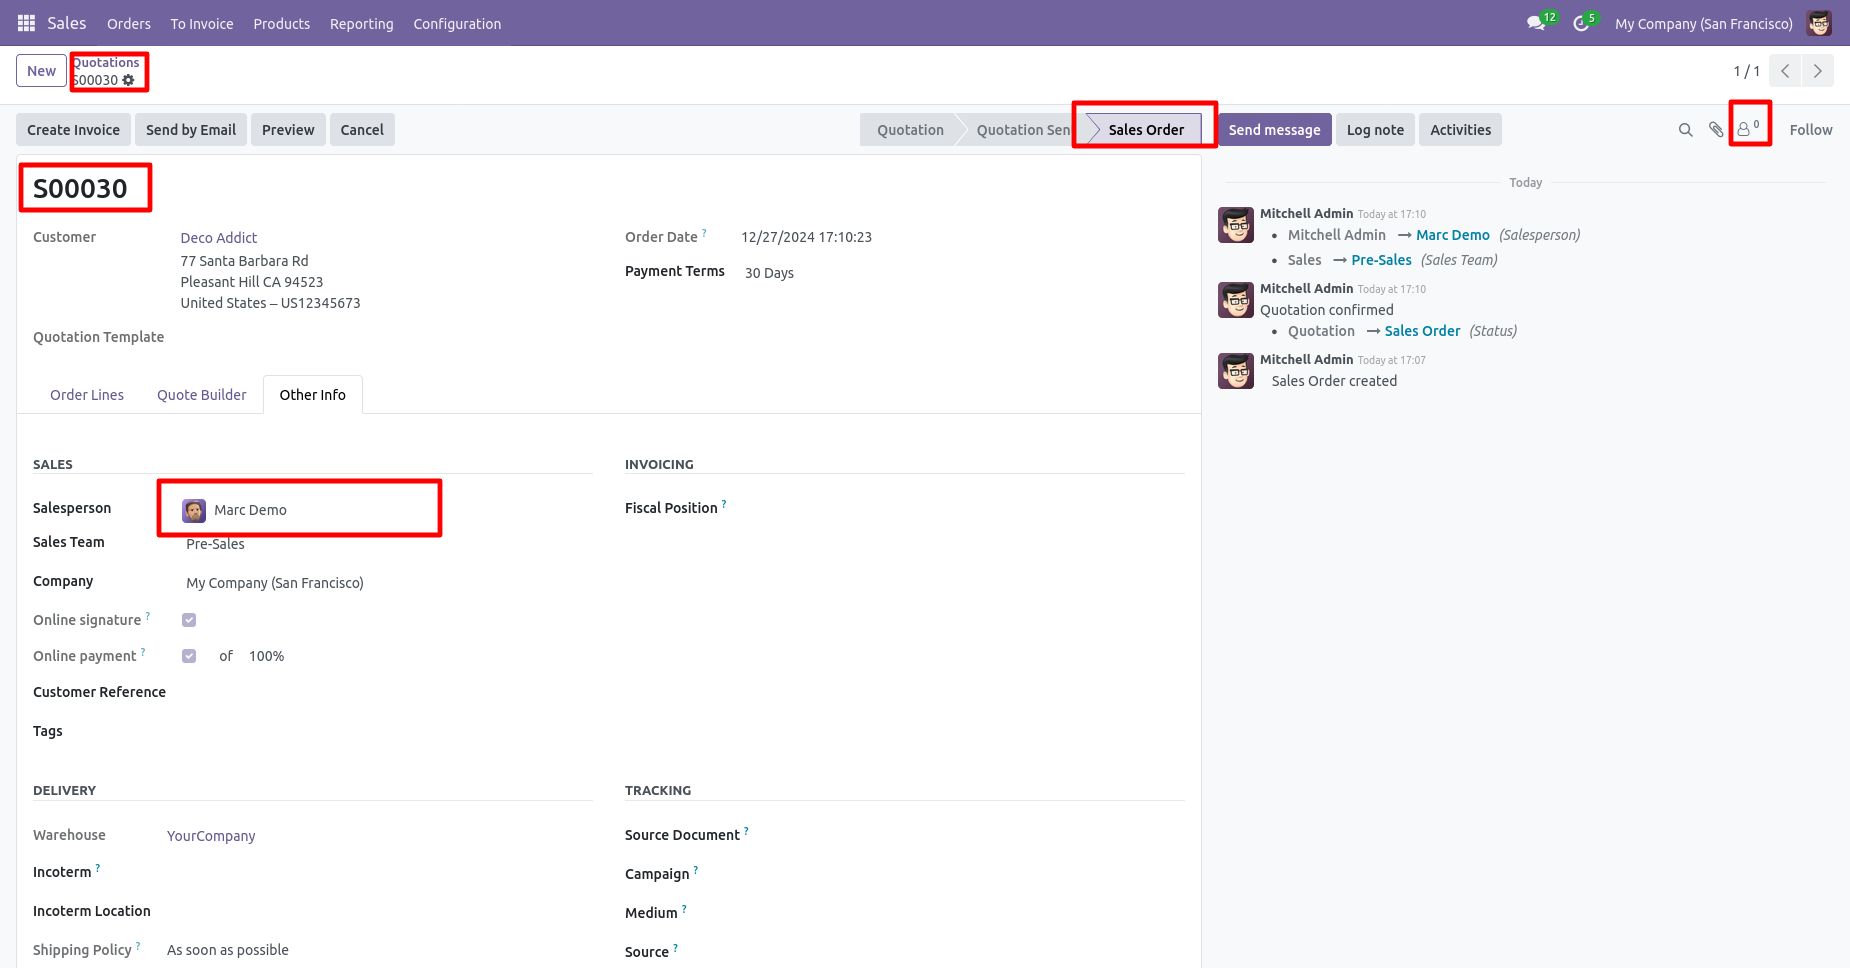 Sales Orders To Invoice Products Reporting Configuration 12 5 My Company (San Francisco)
New
Quotations
S00030
1 / 1
Create Invoice Send by Email Preview Cancel
Quotation Quotation Sen Sales Order
Send message Log note Activities 0 Follow
S00030
Customer Deco Addict
77 Santa Barbara Rd
Pleasant Hill CA 94523
United States – US12345673
Order Date ? 12/27/2024 17:10:23
Payment Terms 30 Days
Quotation Template
Order Lines Quote Builder Other Info
SALES
Salesperson Marc Demo
Sales Team Pre-Sales
Company My Company (San Francisco)
Online signature ?
Online payment ? of 100%
Customer Reference
Tags
INVOICING
Fiscal Position ?
DELIVERY
Warehouse YourCompany
Incoterm ?
Incoterm Location
Shipping Policy ? As soon as possible
TRACKING
Source Document ?
Campaign ?
Medium ?
Source ?
Today
Mitchell Admin Today at 17:10
• Mitchell Admin → Marc Demo (Salesperson)
• Sales → Pre-Sales (Sales Team)
Mitchell Admin Today at 17:10
Quotation confirmed
• Quotation → Sales Order (Status)
Mitchell Admin Today at 17:07
Sales Order created